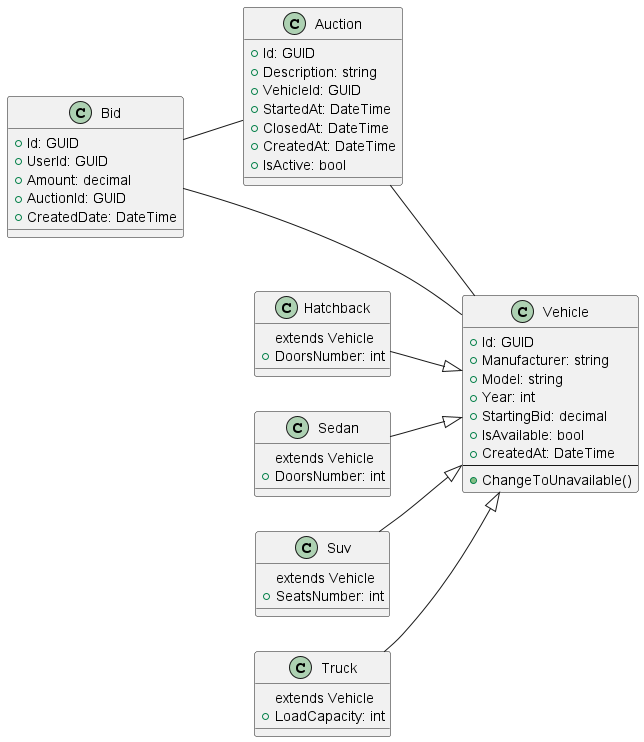 C Auction
Id: GUID
Description: string
VehicleId: GUID
StartedAt: DateTime
ClosedAt: DateTime
CreatedAt: DateTime
IsActive: bool
C Bid
Id: GUID
UserId: GUID
Amount: decimal
AuctionId: GUID
CreatedDate: DateTime
C Hatchback
extends Vehicle
DoorsNumber: int
C Vehicle
Id: GUID
Manufacturer: string
Model: string
Year: int
StartingBid: decimal
IsAvailable: bool
CreatedAt: DateTime
ChangeToUnavailable()
C Sedan
extends Vehicle
DoorsNumber: int
C Suv
extends Vehicle
SeatsNumber: int
C Truck
extends Vehicle
LoadCapacity: int